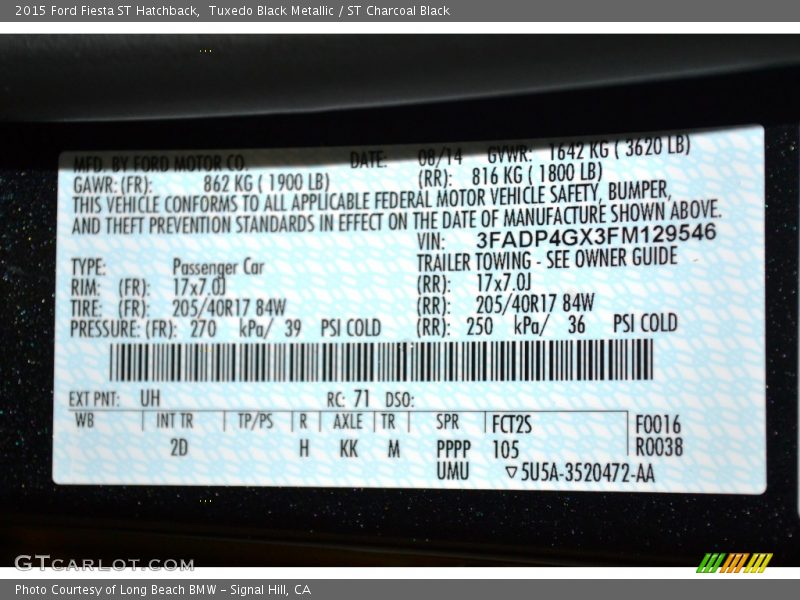 2015 Ford Fiesta ST Hatchback, Tuxedo Black Metallic / ST Charcoal Black
MFD. BY FORD MOTOR CO. DATE: 08/14 GVWR: 1642 KG ( 3620 LB)
GAWR: (FR): 862 KG ( 1900 LB) (RR): 816 KG ( 1800 LB)
THIS VEHICLE CONFORMS TO ALL APPLICABLE FEDERAL MOTOR VEHICLE SAFETY, BUMPER,
AND THEFT PREVENTION STANDARDS IN EFFECT ON THE DATE OF MANUFACTURE SHOWN ABOVE.
VIN: 3FADP4GX3FM129546
TYPE: Passenger Car TRAILER TOWING - SEE OWNER GUIDE
RIM: (FR): 17x7.0J (RR): 17x7.0J
TIRE: (FR): 205/40R17 84W (RR): 205/40R17 84W
PRESSURE: (FR): 270 kPa/ 39 PSI COLD (RR): 250 kPa/ 36 PSI COLD
EXT PNT: UH RC: 71 DSO:
WB INT TR TP/PS R AXLE TR SPR FCT2S F0016
2D H KK M PPPP 105 R0038
UMU ▽5U5A-3520472-AA
GTCARLOT.COM
Photo Courtesy of Long Beach BMW - Signal Hill, CA